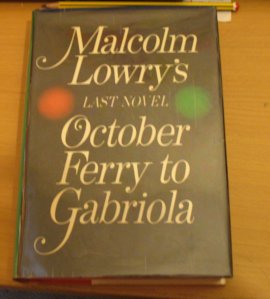 Malcolm
Lowry's
LAST NOVEL
October
Ferry to
Gabriola